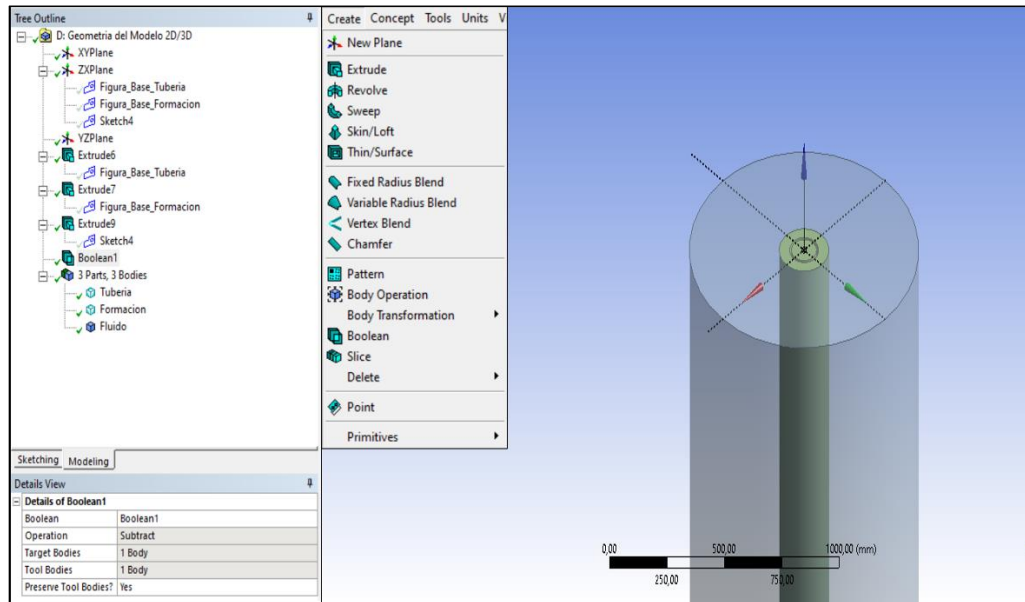 Tree Outline
D: Geometria del Modelo 2D/3D
XYPlane
ZXPlane
Figura_Base_Tuberia
Figura_Base_Formacion
Sketch4
YZPlane
Extrude6
Figura_Base_Tuberia
Extrude7
Figura_Base_Formacion
Extrude9
Sketch4
Boolean1
3 Parts, 3 Bodies
Tuberia
Formacion
Fluido
Sketching Modeling
Details View
Details of Boolean1
Boolean Boolean1
Operation Subtract
Target Bodies 1 Body
Tool Bodies 1 Body
Preserve Tool Bodies? Yes
Create Concept Tools Units V
New Plane
Extrude
Revolve
Sweep
Skin/Loft
Thin/Surface
Fixed Radius Blend
Variable Radius Blend
Vertex Blend
Chamfer
Pattern
Body Operation
Body Transformation
Boolean
Slice
Delete
Point
Primitives
0,00 500,00 1000,00 (mm)
250,00 750,00